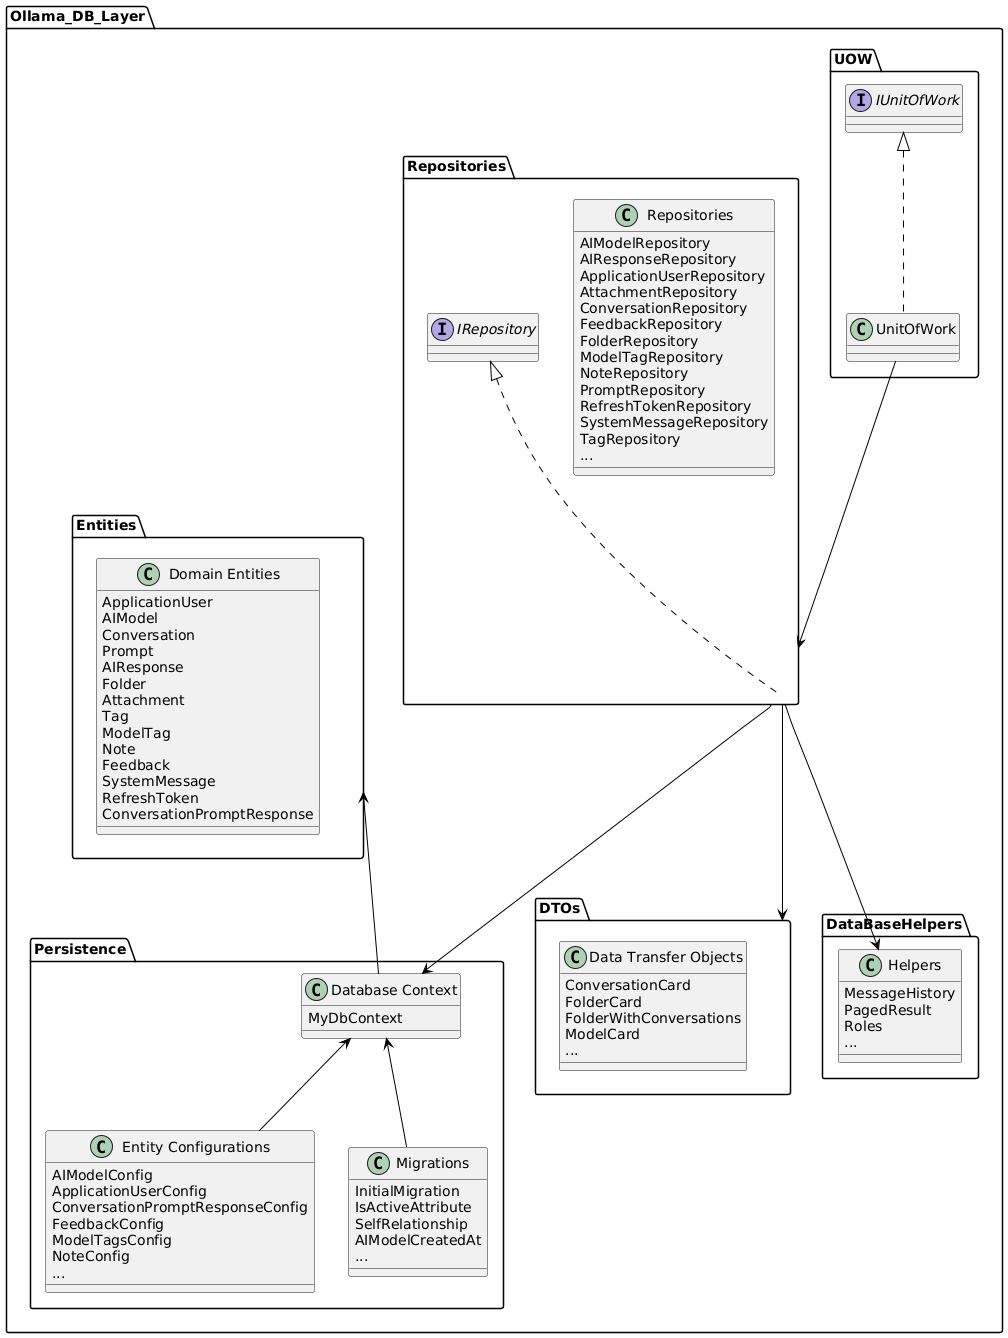 Ollama_DB_Layer
UOW
I IUnitOfWork
C UnitOfWork
Repositories
C Repositories
AIModelRepository
AIResponseRepository
ApplicationUserRepository
AttachmentRepository
ConversationRepository
FeedbackRepository
FolderRepository
ModelTagRepository
NoteRepository
PromptRepository
RefreshTokenRepository
SystemMessageRepository
TagRepository
...
I IRepository
Entities
C Domain Entities
ApplicationUser
AIModel
Conversation
Prompt
AIResponse
Folder
Attachment
Tag
ModelTag
Note
Feedback
SystemMessage
RefreshToken
ConversationPromptResponse
Persistence
C Database Context
MyDbContext
C Entity Configurations
AIModelConfig
ApplicationUserConfig
ConversationPromptResponseConfig
FeedbackConfig
ModelTagsConfig
NoteConfig
...
C Migrations
InitialMigration
IsActiveAttribute
SelfRelationship
AIModelCreatedAt
...
DTOs
C Data Transfer Objects
ConversationCard
FolderCard
FolderWithConversations
ModelCard
...
DataBaseHelpers
C Helpers
MessageHistory
PagedResult
Roles
...